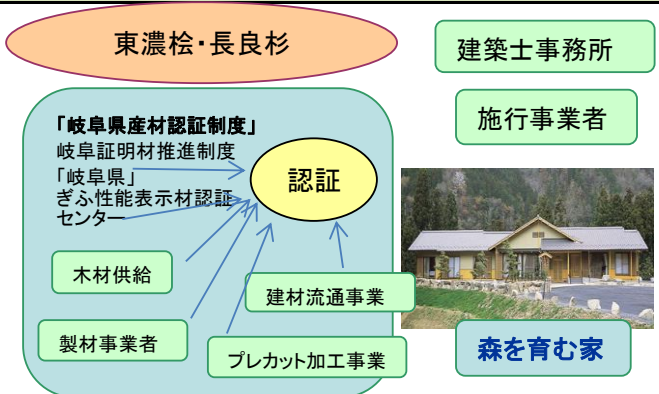 東濃桧・長良杉
建築士事務所
施行事業者
「岐阜県産材認証制度」
岐阜証明材推進制度
「岐阜県」
ぎふ性能表示材認証
センター
認証
木材供給
建材流通事業
製材事業者
プレカット加工事業
森を育む家